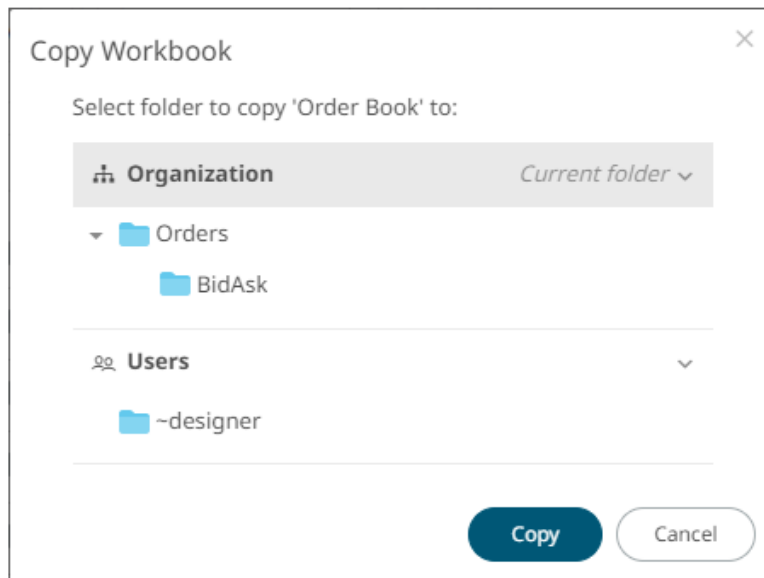 Copy Workbook
Select folder to copy 'Order Book' to:
Organization Current folder
Orders
BidAsk
Users
~designer
Copy Cancel